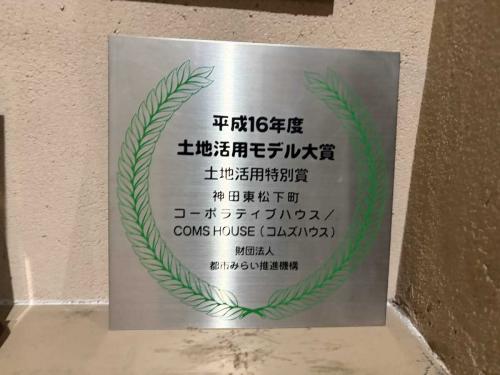 平成16年度
土地活用モデル大賞
土地活用特別賞
神田東松下町
コーポラティブハウス／
COMS HOUSE（コムズハウス）
財団法人
都市みらい推進機構